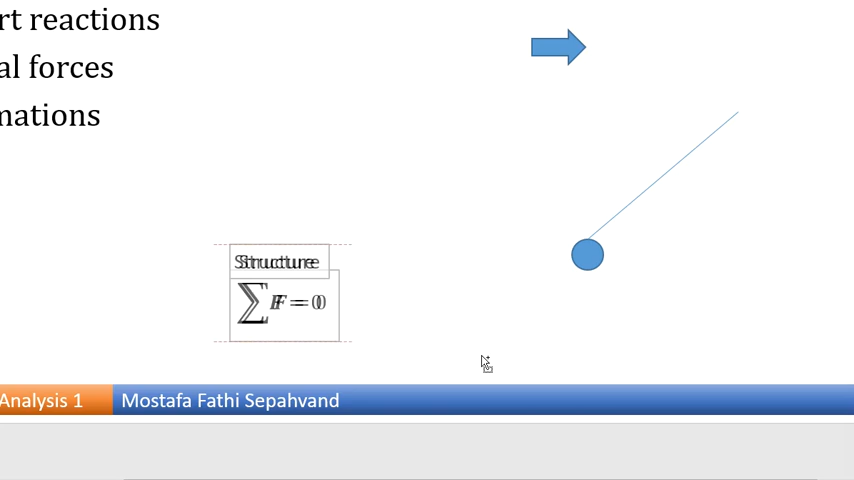 rt reactions
al forces
mations
Structure
∑F = 0
Analysis 1
Mostafa Fathi Sepahvand